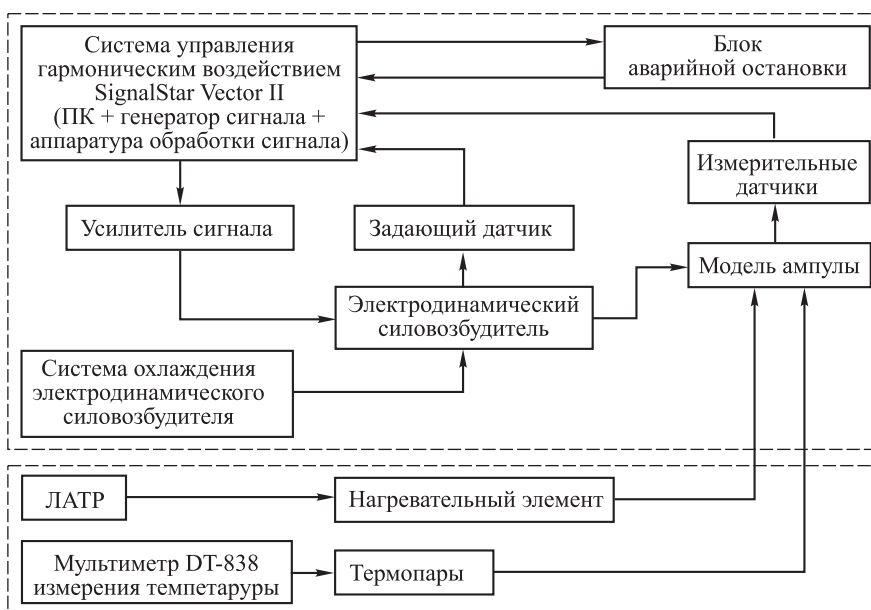 Система управления
гармоническим воздействием
SignalStar Vector II
(ПК + генератор сигнала +
аппаратура обработки сигнала)
Блок
аварийной остановки
Измерительные
датчики
Усилитель сигнала
Задающий датчик
Модель ампулы
Электродинамический
силовозбудитель
Система охлаждения
электродинамического
силовозбудителя
ЛАТР
Нагревательный элемент
Мультиметр DT-838
измерения темпетаруры
Термопары